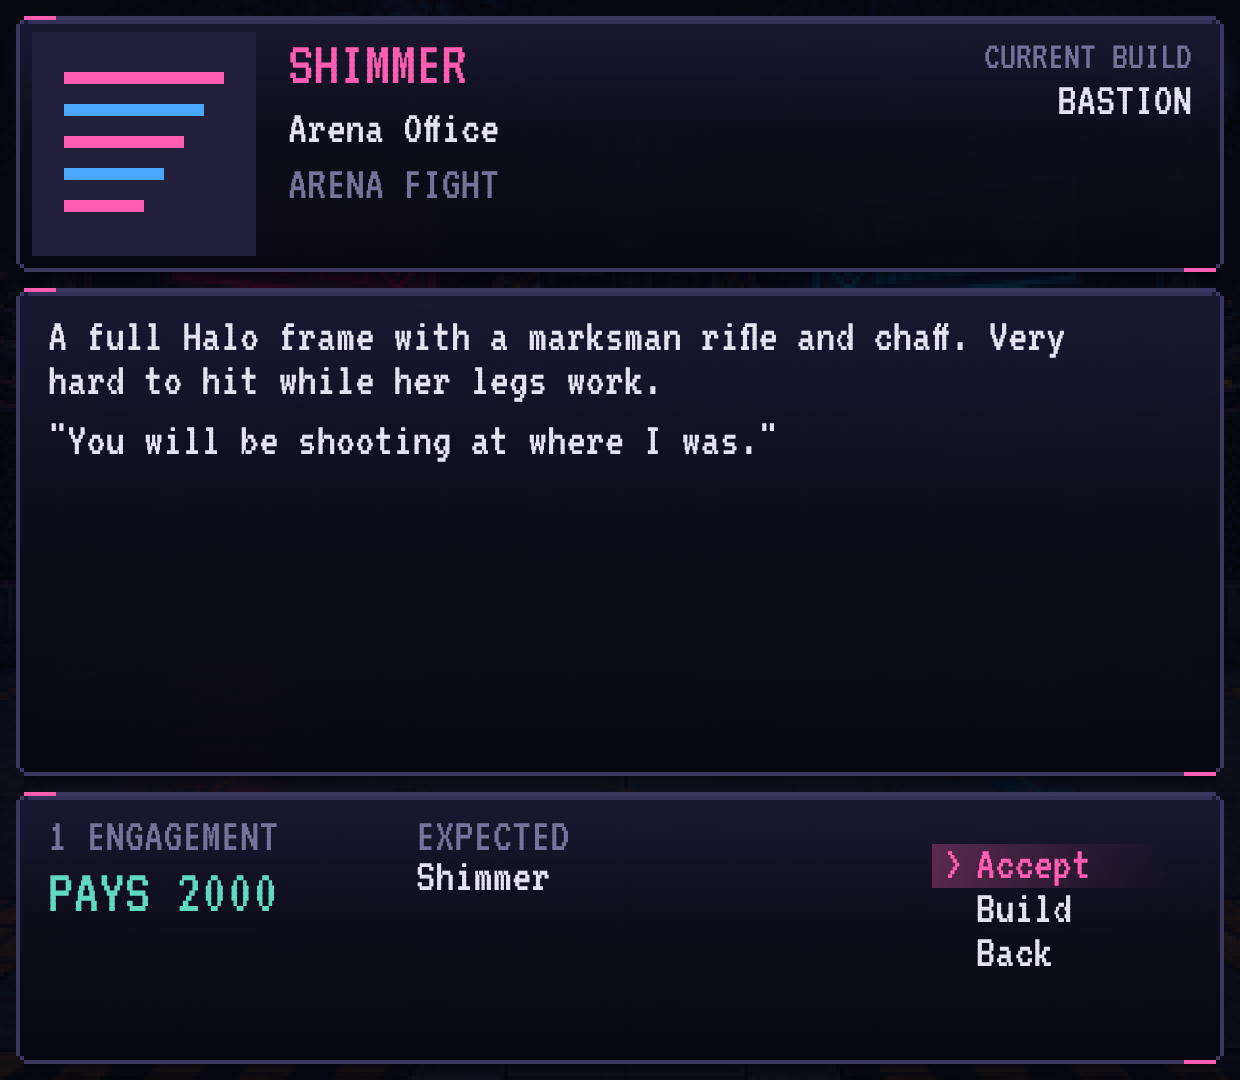 SHIMMER
Arena Office
ARENA FIGHT
CURRENT BUILD
BASTION
A full Halo frame with a marksman rifle and chaff. Very
hard to hit while her legs work.
"You will be shooting at where I was."
1 ENGAGEMENT
PAYS 2000
EXPECTED
Shimmer
> Accept
Build
Back